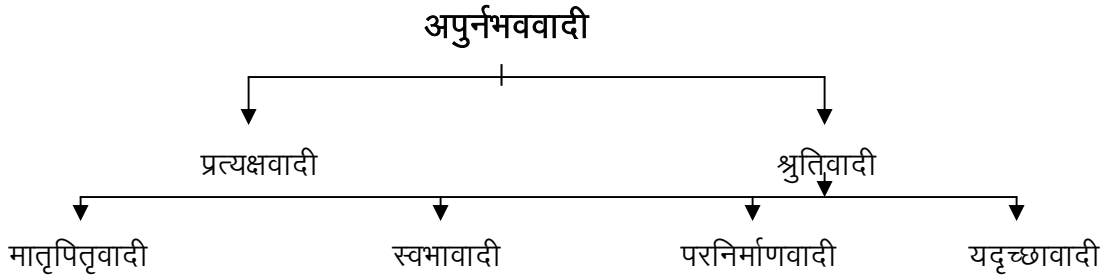 अपुर्नभववादी
प्रत्यक्षवादी श्रुतिवादी
मातृपितृवादी स्वभावादी परनिर्माणवादी यदृच्छावादी